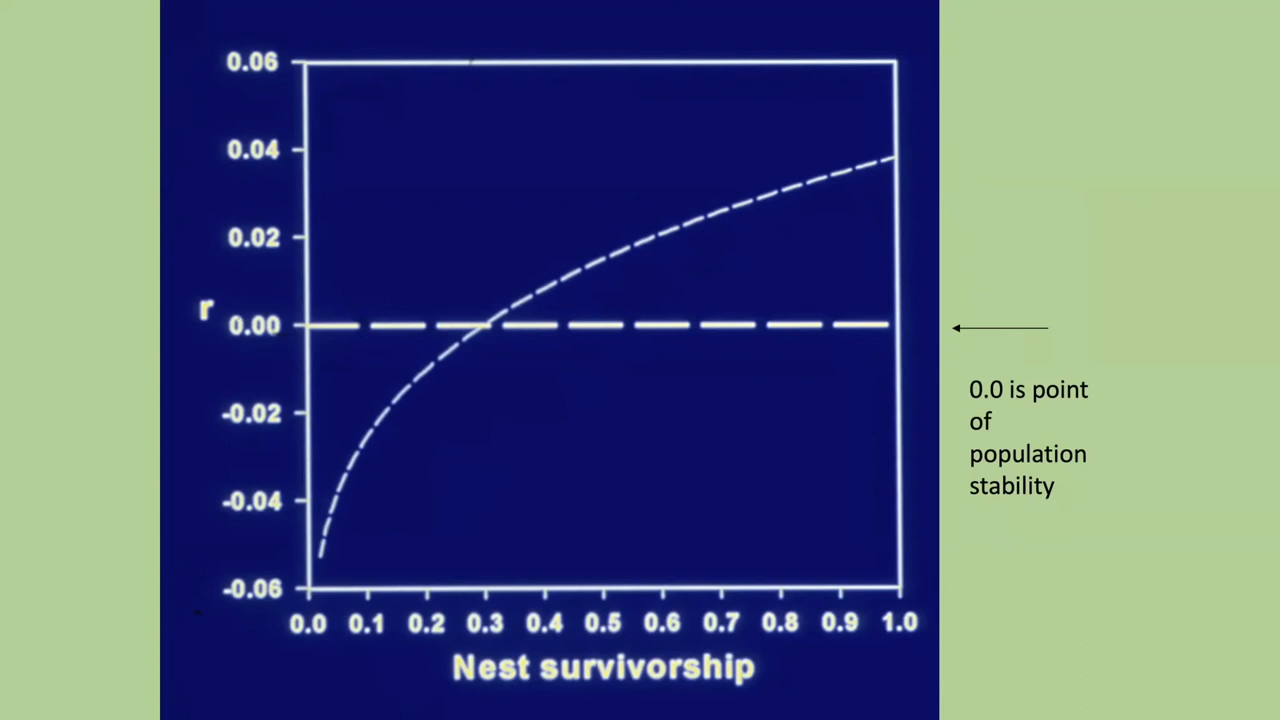 0.06
0.04
0.02
r
0.00
-0.02
-0.04
-0.06
0.0 0.1 0.2 0.3 0.4 0.5 0.6 0.7 0.8 0.9 1.0
Nest survivorship
0.0 is point
of
population
stability